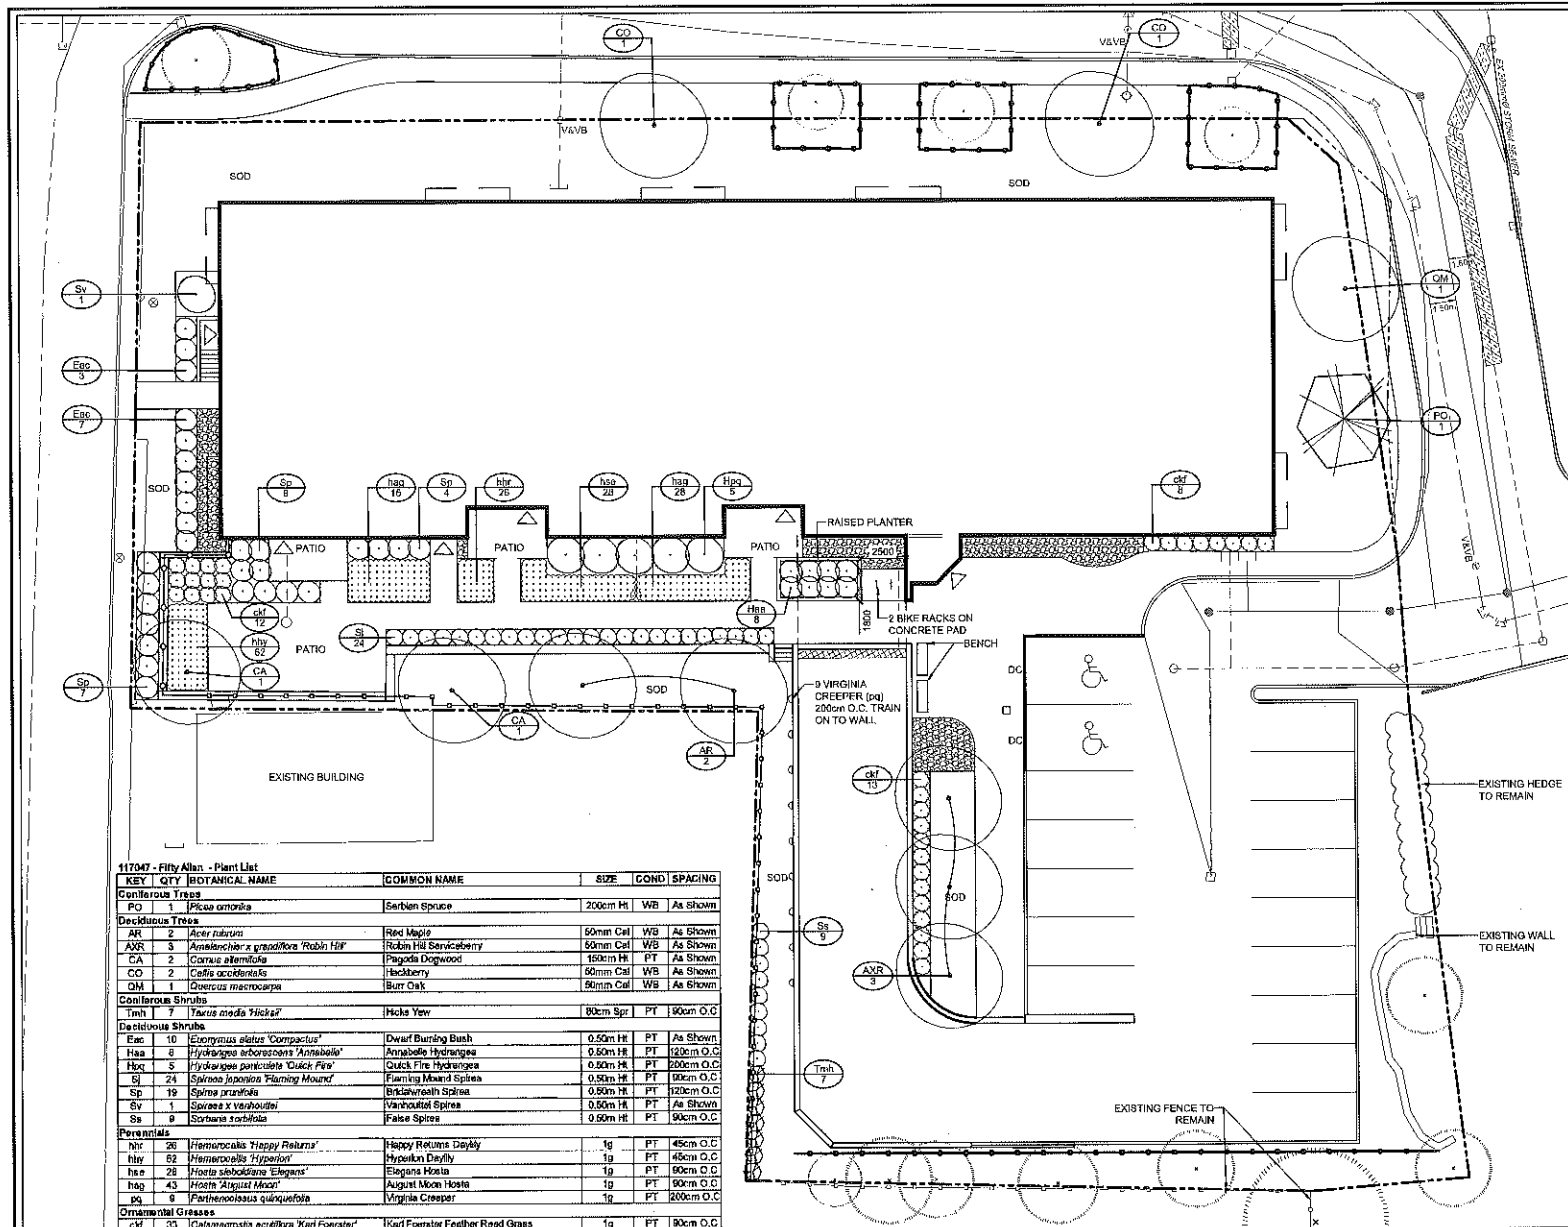 CO
1
CO
1
V&VB
V&VB
EXISTING STORM SEWER
SOD
SOD
Sv
1
1.50m
QM
1
1.50m
Eac
3
Eac
7
PO
1
SOD
Sp
8
hag
15
Sp
4
hhr
26
hse
28
hag
28
Hpq
5
ckf
8
RAISED PLANTER
PATIO
PATIO
PATIO
2500
V&VB
ckf
12
Haa
8
1800
2 BIKE RACKS ON
CONCRETE PAD
hhy
62
PATIO
24
BENCH
CA
1
Sp
7
SOD
DC
9 VIRGINIA
CREEPER (pq)
200cm O.C. TRAIN
ON TO WALL
CA
1
AR
2
DC
EXISTING BUILDING
ckf
13
EXISTING HEDGE
TO REMAIN
SOD
SOD
Ss
9
EXISTING WALL
TO REMAIN
AXR
3
Tmh
7
EXISTING FENCE TO
REMAIN
117047 - Fifty Allan - Plant List
KEY QTY BOTANICAL NAME COMMON NAME SIZE COND SPACING
Coniferous Trees
PO 1 Picea omorika Serbian Spruce 200cm Ht WB As Shown
Deciduous Trees
AR 2 Acer rubrum Red Maple 50mm Cal WB As Shown
AXR 3 Amelanchier x grandiflora 'Robin Hill' Robin Hill Serviceberry 50mm Cal WB As Shown
CA 2 Cornus alternifolia Pagoda Dogwood 150cm Ht PT As Shown
CO 2 Celtis occidentalis Hackberry 50mm Cal WB As Shown
QM 1 Quercus macrocarpa Burr Oak 50mm Cal WB As Shown
Coniferous Shrubs
Tmh 7 Taxus media 'Hicksii' Hicks Yew 80cm Spr PT 90cm O.C
Deciduous Shrubs
Eac 10 Euonymus alatus 'Compactus' Dwarf Burning Bush 0.50m Ht PT As Shown
Haa 8 Hydrangea arborescens 'Annabelle' Annabelle Hydrangea 0.50m Ht PT 120cm O.C
Hpq 5 Hydrangea paniculata 'Quick Fire' Quick Fire Hydrangea 0.50m Ht PT 200cm O.C
Sj 24 Spiraea japonica 'Flaming Mound' Flaming Mound Spirea 0.50m Ht PT 90cm O.C
Sp 19 Spirea prunifolia Bridalwreath Spirea 0.50m Ht PT 120cm O.C
Sv 1 Spiraea x vanhouttei Vanhouttei Spirea 0.50m Ht PT As Shown
Ss 9 Sorbaria sorbifolia False Spirea 0.50m Ht PT 90cm O.C
Perennials
hhr 26 Hemerocallis 'Happy Returns' Happy Returns Daylily 1g PT 45cm O.C
hhy 62 Hemerocallis 'Hyperion' Hyperion Daylily 1g PT 45cm O.C
hse 28 Hosta sieboldiana 'Elegans' Elegans Hosta 1g PT 90cm O.C
hag 43 Hosta 'August Moon' August Moon Hosta 1g PT 90cm O.C
pq 9 Parthenocissus quinquefolia Virginia Creeper 1g PT 200cm O.C
Ornamental Grasses
ckf 33 Calamagrostis acutiflora 'Karl Foerster' Karl Foerster Feather Reed Grass 1g PT 90cm O.C